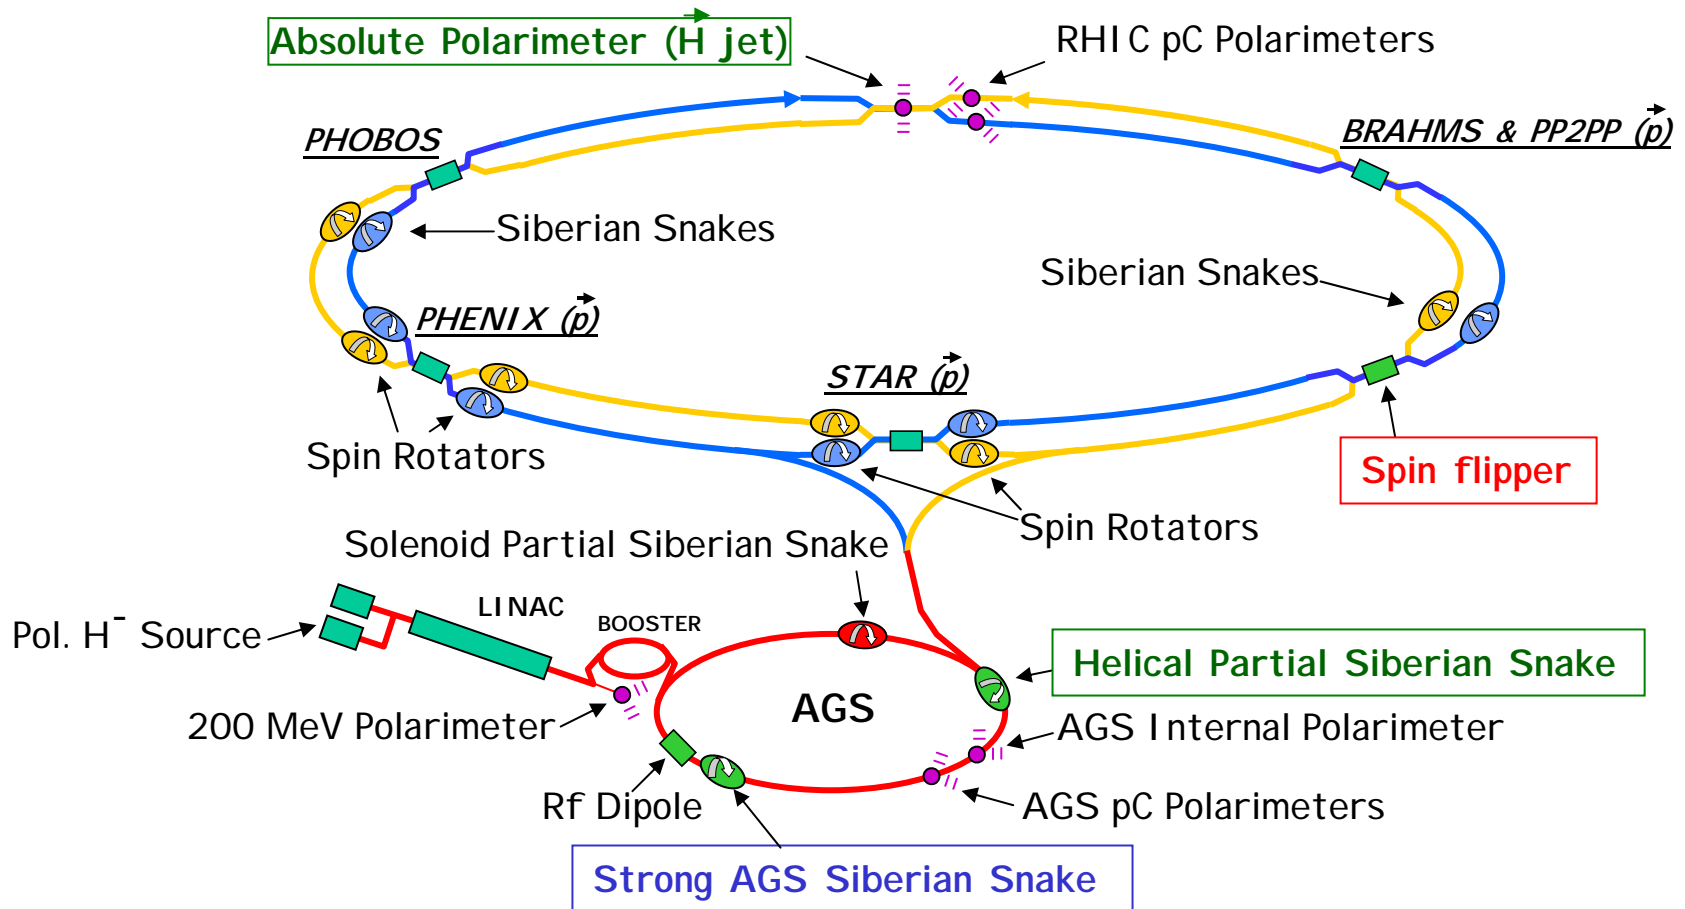 Absolute Polarimeter (H jet)
RHIC pC Polarimeters
PHOBOS
BRAHMS & PP2PP (p)
Siberian Snakes
Siberian Snakes
PHENIX (p)
STAR (p)
Spin Rotators
Spin flipper
Spin Rotators
Solenoid Partial Siberian Snake
LINAC
BOOSTER
Pol. H⁻ Source
Helical Partial Siberian Snake
AGS
200 MeV Polarimeter
AGS Internal Polarimeter
Rf Dipole
AGS pC Polarimeters
Strong AGS Siberian Snake